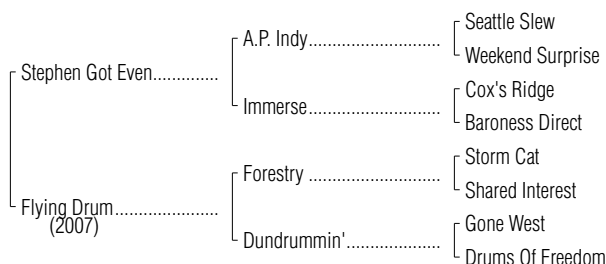 Seattle Slew
A.P. Indy..............................
Weekend Surprise
Stephen Got Even..............
Cox's Ridge
Immerse..............................
Baroness Direct
Storm Cat
Forestry ..............................
Shared Interest
Flying Drum......................
(2007)
Gone West
Dundrummin'.....................
Drums Of Freedom